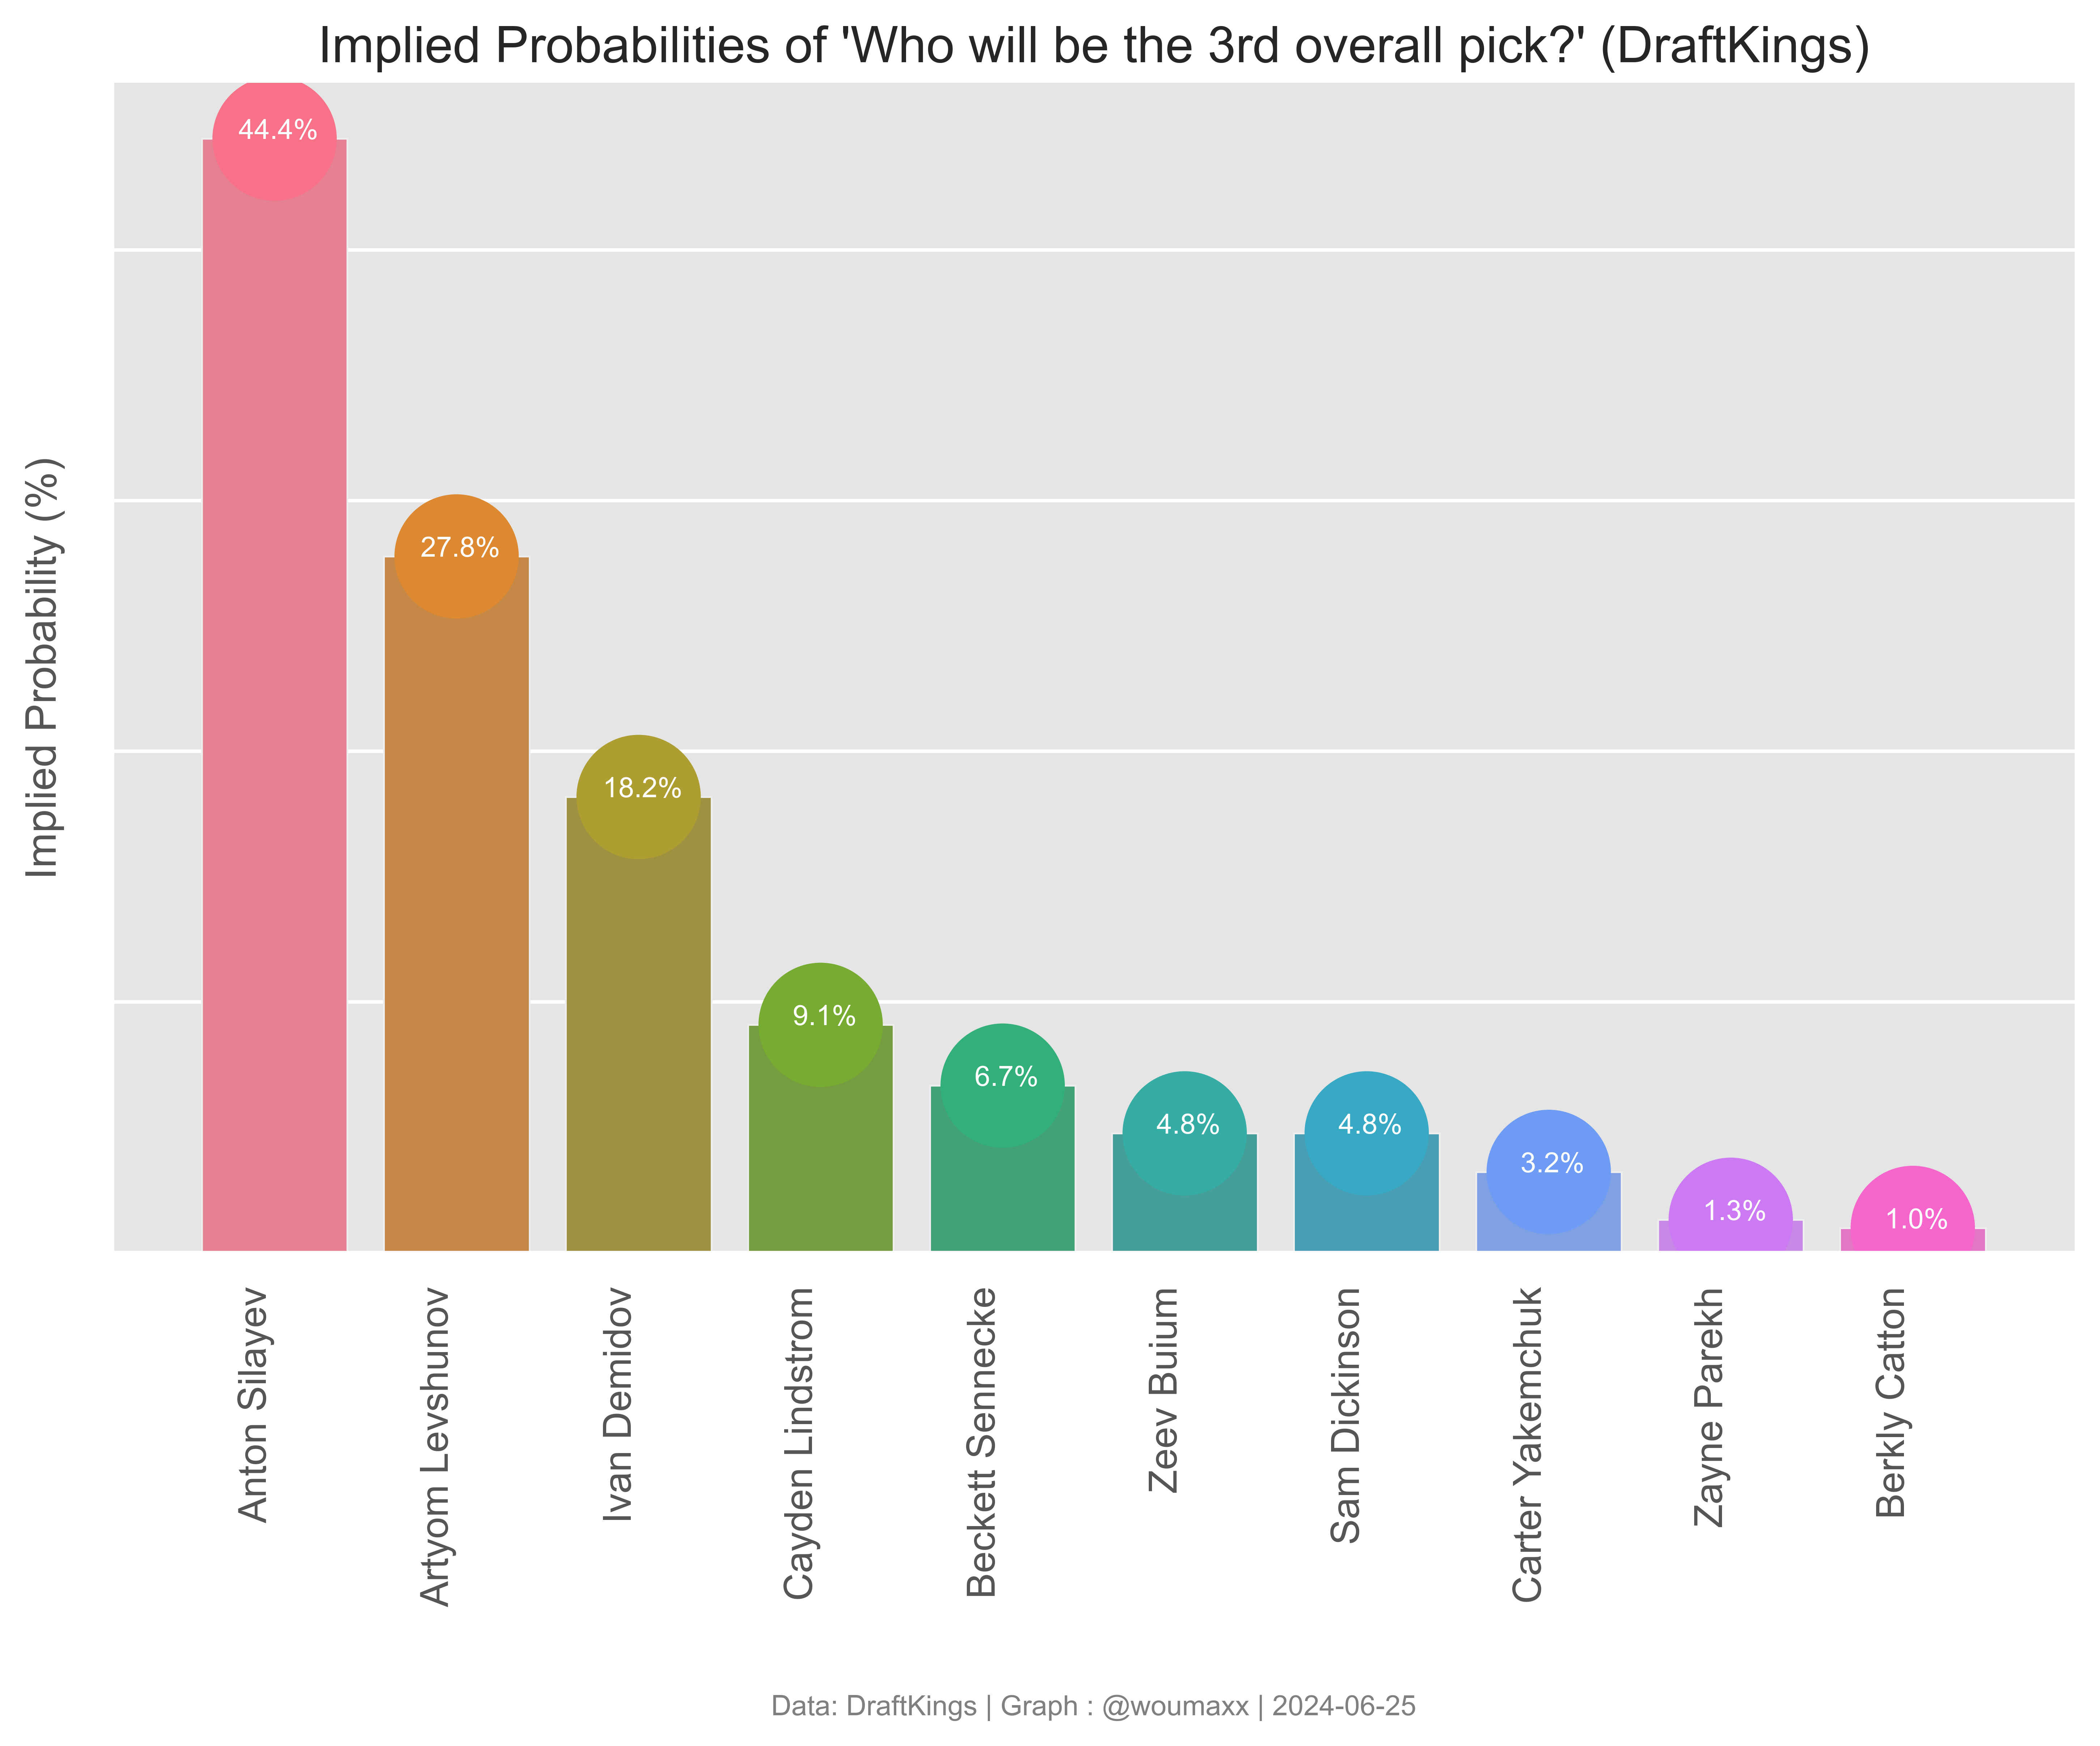 Implied Probabilities of 'Who will be the 3rd overall pick?' (DraftKings)
Implied Probability (%)
44.4%
27.8%
18.2%
9.1%
6.7%
4.8%
4.8%
3.2%
1.3%
1.0%
Anton Silayev
Artyom Levshunov
Ivan Demidov
Cayden Lindstrom
Beckett Sennecke
Zeev Buium
Sam Dickinson
Carter Yakemchuk
Zayne Parekh
Berkly Catton
Data: DraftKings | Graph : @woumaxx | 2024-06-25